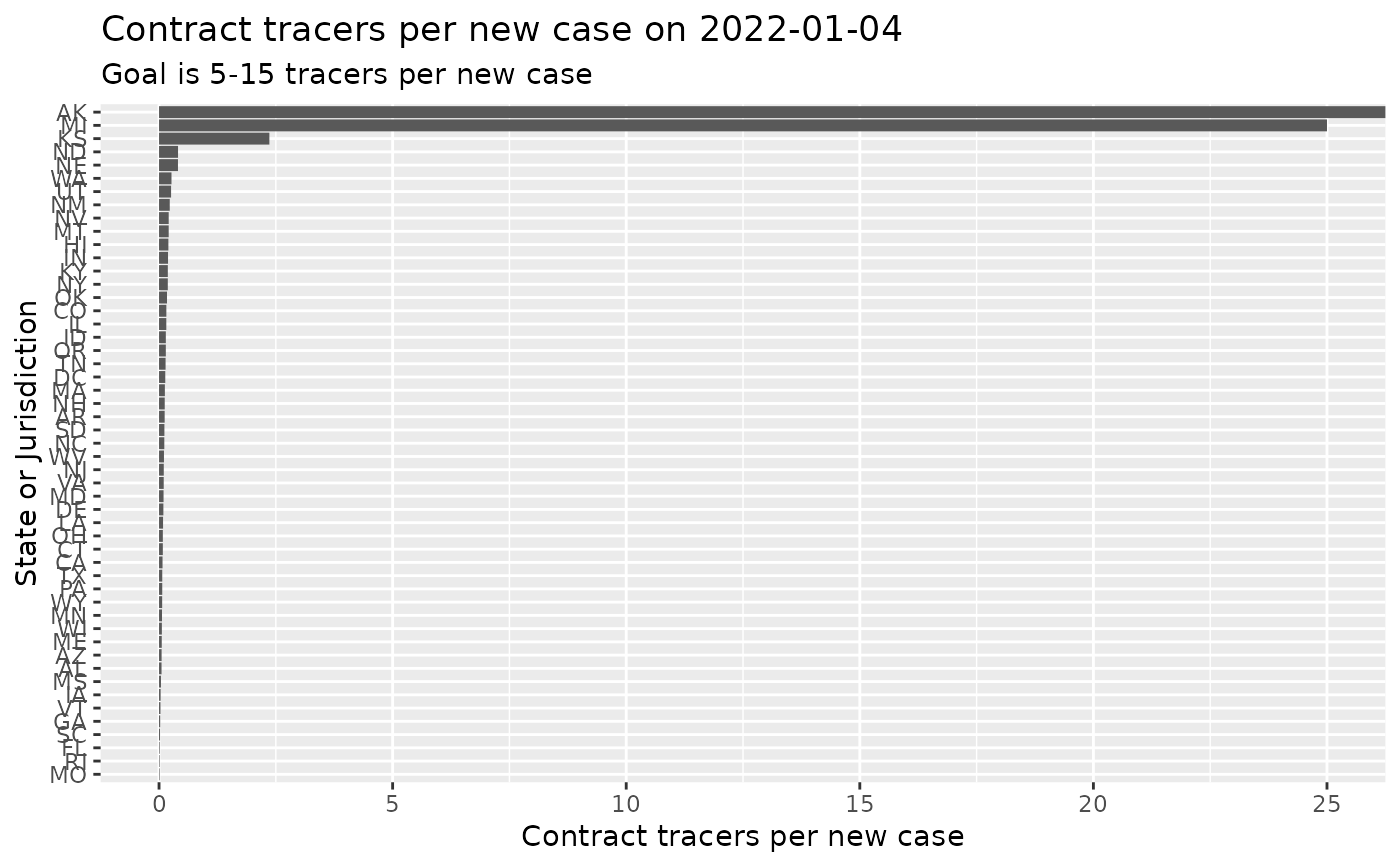 Contract tracers per new case on 2022-01-04
Goal is 5-15 tracers per new case
State or Jurisdiction
AK
MI
KS
ND
NE
WA
UT
NM
NV
MT
HI
IN
KY
NY
OK
CO
IL
ID
OR
TN
DC
MA
NH
AR
SD
NC
WV
NJ
VA
MD
DE
LA
OH
CT
CA
TX
PA
WY
MN
WI
ME
AZ
AL
MS
IA
VT
GA
SC
FL
RI
MO
0 5 10 15 20 25
Contract tracers per new case